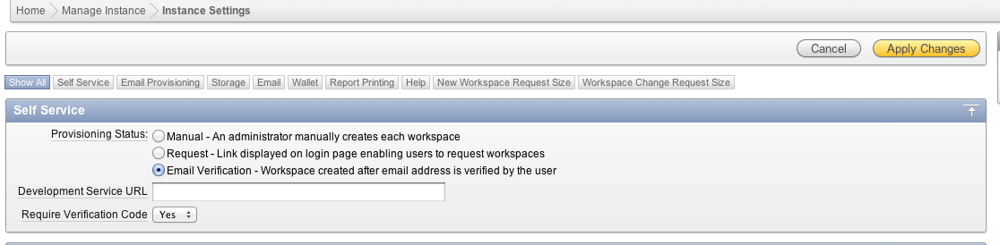 Home Manage Instance Instance Settings
Cancel Apply Changes
Show All Self Service Email Provisioning Storage Email Wallet Report Printing Help New Workspace Request Size Workspace Change Request Size
Self Service
Provisioning Status: Manual - An administrator manually creates each workspace
Request - Link displayed on login page enabling users to request workspaces
Email Verification - Workspace created after email address is verified by the user
Development Service URL
Require Verification Code Yes